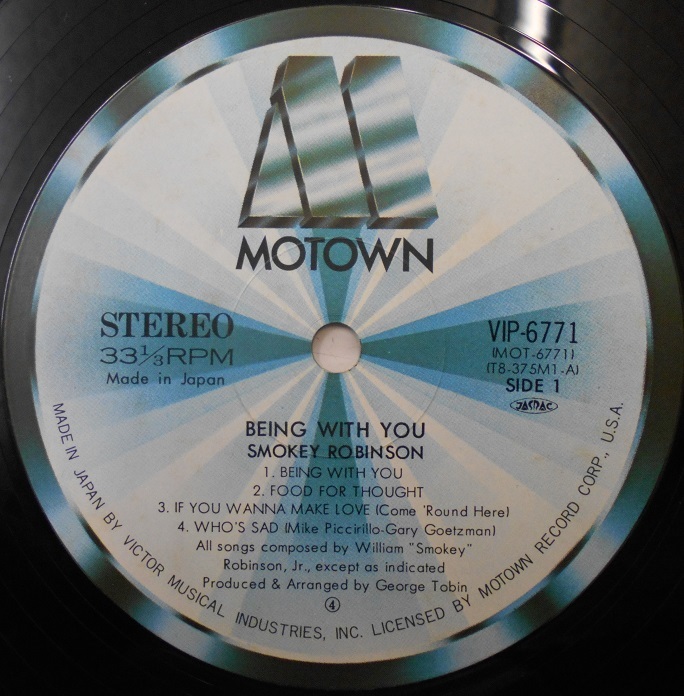 MOTOWN
STEREO
33⅓RPM
Made in Japan
VIP-6771
(MOT-6771)
(T8-375M1-A)
SIDE 1
JASRAC
BEING WITH YOU
SMOKEY ROBINSON
1. BEING WITH YOU
2. FOOD FOR THOUGHT
3. IF YOU WANNA MAKE LOVE (Come 'Round Here)
4. WHO'S SAD (Mike Piccirillo-Gary Goetzman)
All songs composed by William "Smokey"
Robinson, Jr., except as indicated
Produced & Arranged by George Tobin
④
MADE IN JAPAN BY VICTOR MUSICAL INDUSTRIES, INC. LICENSED BY MOTOWN RECORD CORP., U.S.A.